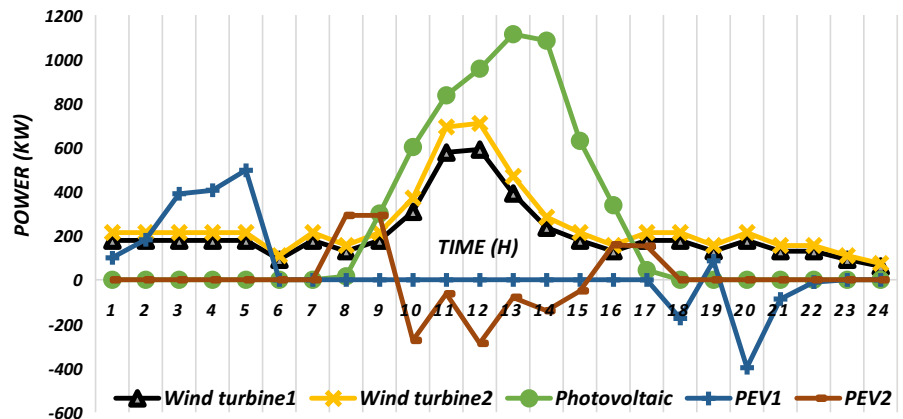 1200
1000
800
600
400
200
0
-200
-400
-600
POWER (KW)
TIME (H)
1 2 3 4 5 6 7 8 9 10 11 12 13 14 15 16 17 18 19 20 21 22 23 24
Wind turbine1 Wind turbine2 Photovoltaic PEV1 PEV2